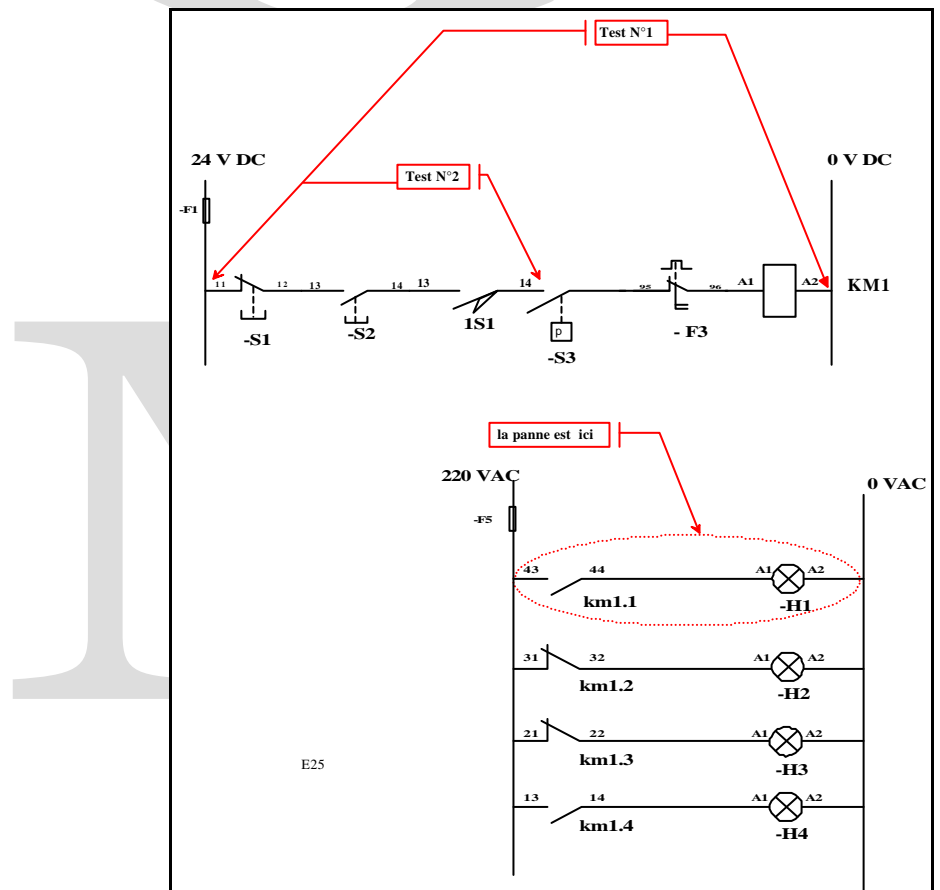 Test N°1
24 V DC
0 V DC
Test N°2
-F1
11 12 13 14 13 14 95 96 A1 A2 KM1
-S1 -S2 1S1 p -S3 - F3
la panne est ici
220 VAC
0 VAC
-F5
43 44 A1 A2
km1.1 -H1
31 32 A1 A2
km1.2 -H2
21 22 A1 A2
km1.3 -H3
E25
13 14 A1 A2
km1.4 -H4